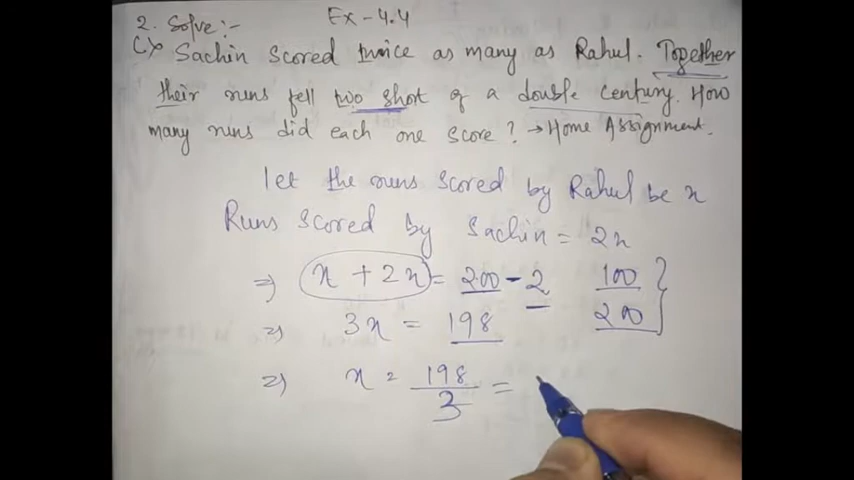 Ex - 4.4
2. Solve :-
C> Sachin scored twice as many as Rahul. Together
their runs fell two short of a double century. How
many runs did each one score? → Home Assignment.
let the runs scored by Rahul be x
Runs scored by Sachin = 2x
⇒ x + 2x = 200 - 2 100
⇒ 3x = 198 200
⇒ x = 198/3 =